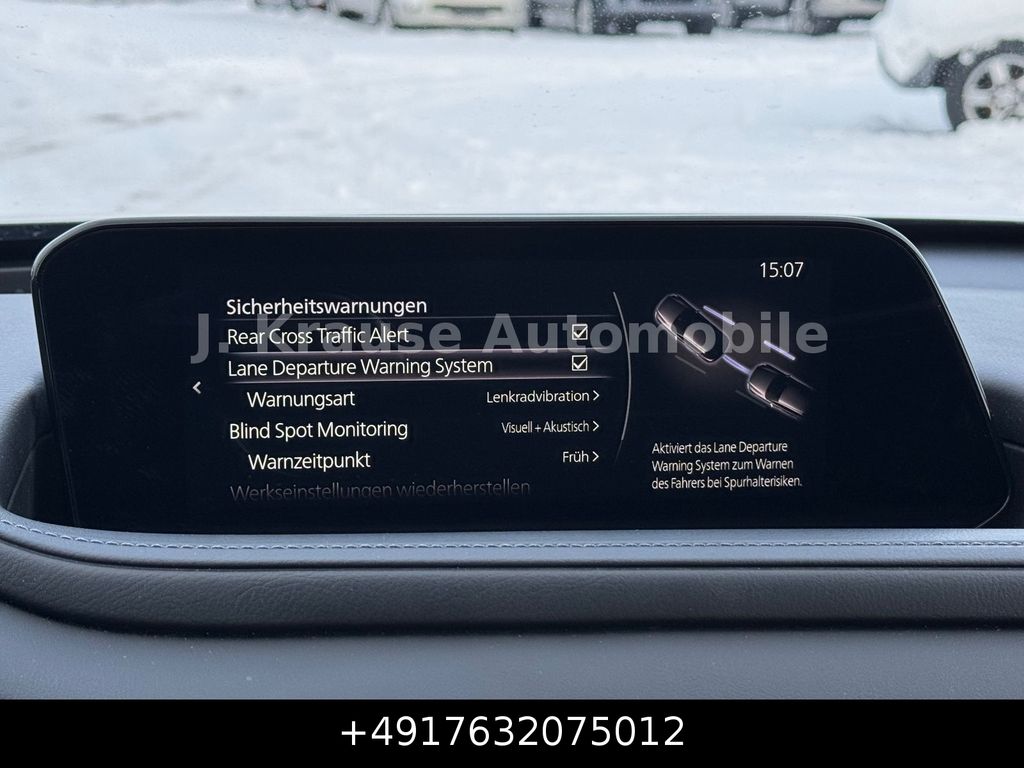 15:07
Sicherheitswarnungen
J. Krause Automobile
Rear Cross Traffic Alert
Lane Departure Warning System
Warnungsart Lenkradvibration >
Blind Spot Monitoring Visuell + Akustisch >
Warnzeitpunkt Früh >
Werkseinstellungen wiederherstellen
Aktiviert das Lane Departure
Warning System zum Warnen
des Fahrers bei Spurhalterisiken.
+4917632075012